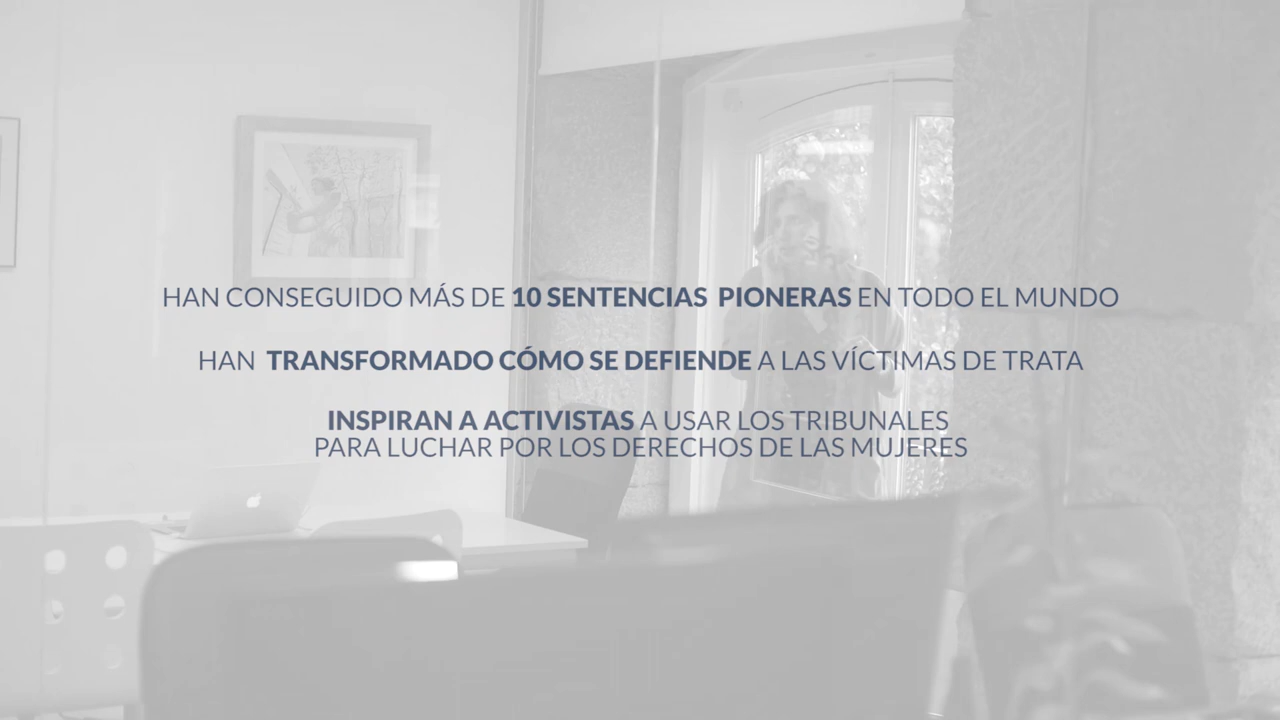 HAN CONSEGUIDO MÁS DE 10 SENTENCIAS PIONERAS EN TODO EL MUNDO
HAN TRANSFORMADO CÓMO SE DEFIENDE A LAS VÍCTIMAS DE TRATA
INSPIRAN A ACTIVISTAS A USAR LOS TRIBUNALES
PARA LUCHAR POR LOS DERECHOS DE LAS MUJERES